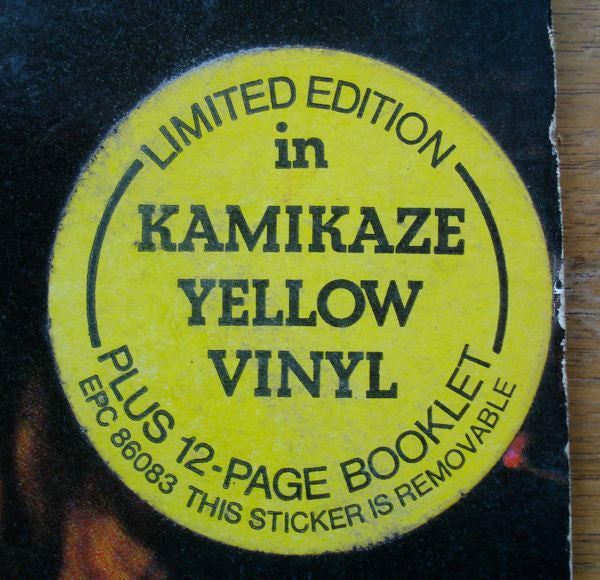 LIMITED EDITION
in
KAMIKAZE
YELLOW
VINYL
PLUS 12-PAGE BOOKLET
EPC 86083 THIS STICKER IS REMOVABLE